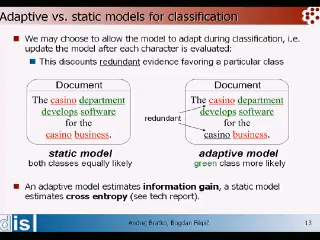 Adaptive vs. static models for classification
We may choose to allow the model to adapt during classification, i.e.
update the model after each character is evaluated:
This discounts redundant evidence favoring a particular class
Document
The casino department
develops software
for the
casino business.
static model
both classes equally likely
redundant
Document
The casino department
develops software
for the
casino business.
adaptive model
green class more likely
An adaptive model estimates information gain, a static model
estimates cross entropy (see tech report).
dis
Andrej Bratko, Bogdan Filipič
13